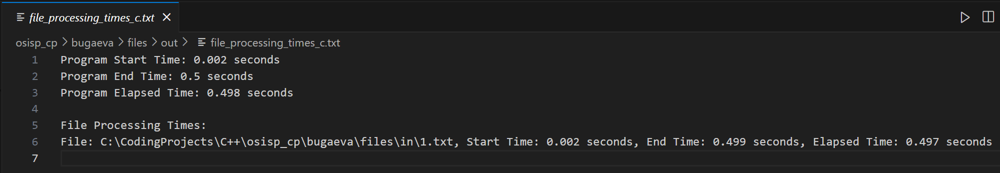 file_processing_times_c.txt
osisp_cp > bugaeva > files > out > file_processing_times_c.txt
1 Program Start Time: 0.002 seconds
2 Program End Time: 0.5 seconds
3 Program Elapsed Time: 0.498 seconds
4
5 File Processing Times:
6 File: C:\CodingProjects\C++\osisp_cp\bugaeva\files\in\1.txt, Start Time: 0.002 seconds, End Time: 0.499 seconds, Elapsed Time: 0.497 seconds
7